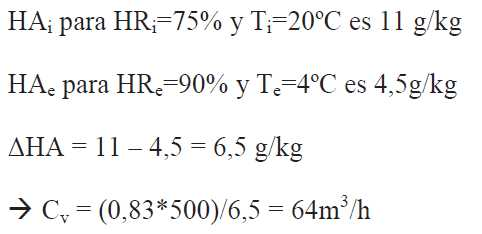 HAi para HRi=75% y Ti=20ºC es 11 g/kg
HAe para HRe=90% y Te=4ºC es 4,5g/kg
ΔHA = 11 – 4,5 = 6,5 g/kg
→ Cv = (0,83*500)/6,5 = 64m³/h